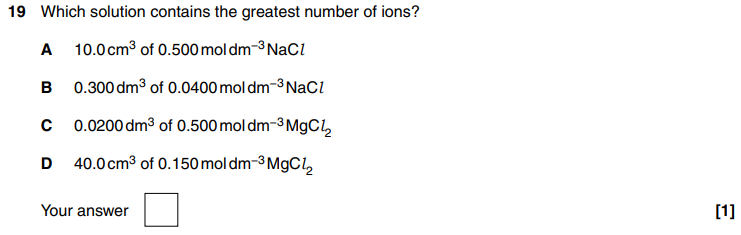 19 Which solution contains the greatest number of ions?
A 10.0 cm³ of 0.500 mol dm⁻³ NaCl
B 0.300 dm³ of 0.0400 mol dm⁻³ NaCl
C 0.0200 dm³ of 0.500 mol dm⁻³ MgCl₂
D 40.0 cm³ of 0.150 mol dm⁻³ MgCl₂
Your answer [1]